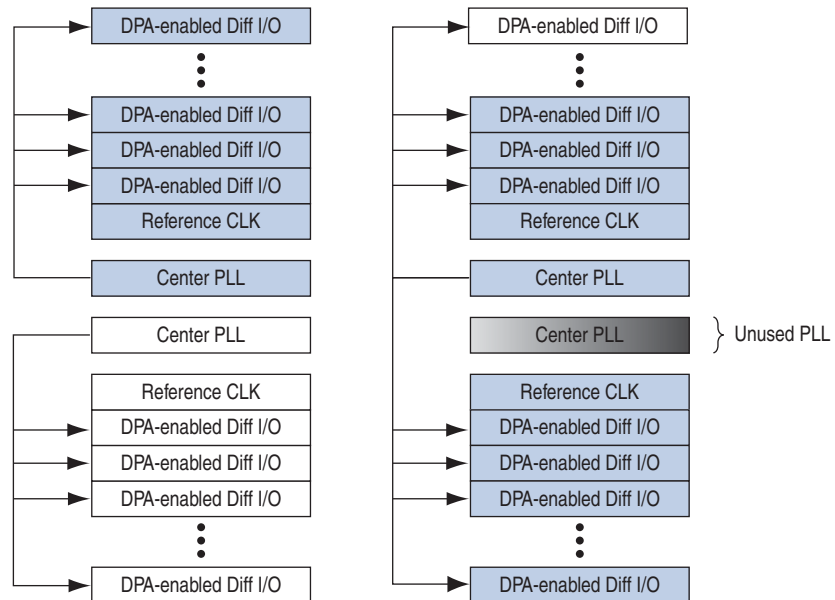 DPA-enabled Diff I/O
DPA-enabled Diff I/O
DPA-enabled Diff I/O
DPA-enabled Diff I/O
Reference CLK
Center PLL
Center PLL
Reference CLK
DPA-enabled Diff I/O
DPA-enabled Diff I/O
DPA-enabled Diff I/O
DPA-enabled Diff I/O
DPA-enabled Diff I/O
DPA-enabled Diff I/O
DPA-enabled Diff I/O
DPA-enabled Diff I/O
Reference CLK
Center PLL
Center PLL
Unused PLL
Reference CLK
DPA-enabled Diff I/O
DPA-enabled Diff I/O
DPA-enabled Diff I/O
DPA-enabled Diff I/O